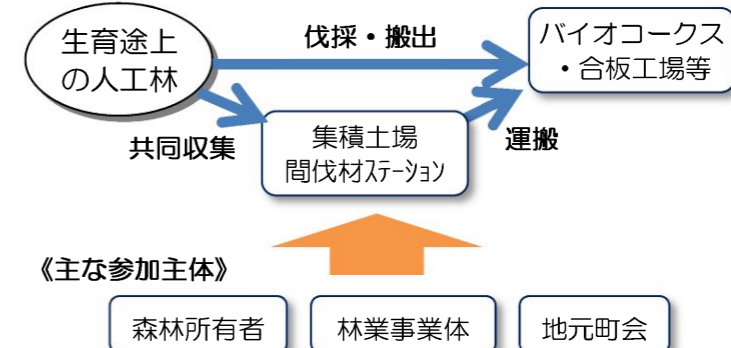 生育途上
の人工林
伐採・搬出
バイオコークス
・合板工場等
共同収集
集積土場
間伐材ｽﾃｰｼｮﾝ
運搬
《主な参加主体》
森林所有者
林業事業体
地元町会